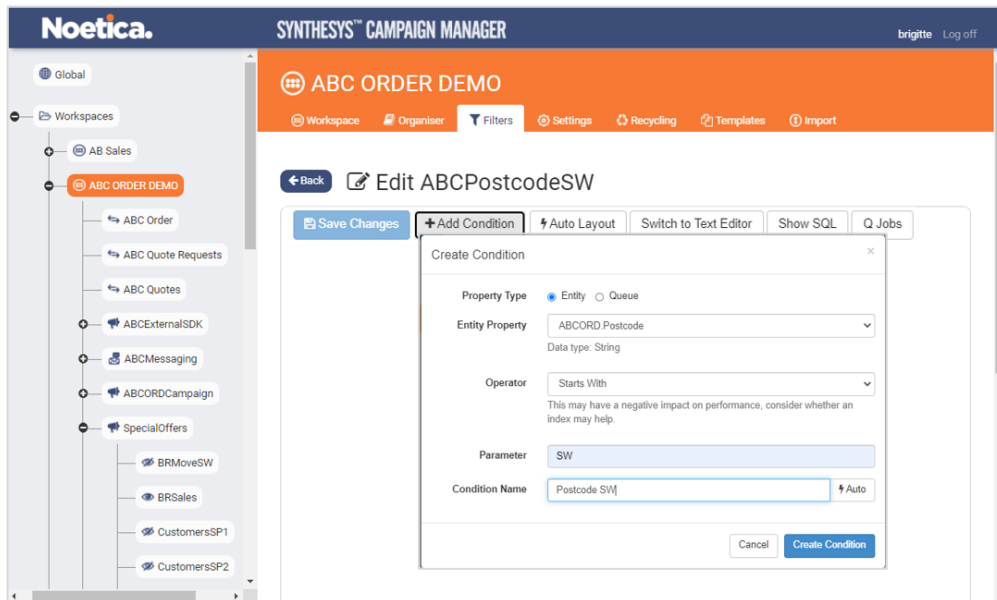 Noetica.
SYNTHESYS™ CAMPAIGN MANAGER
brigitte Log off
Global
Workspaces
AB Sales
ABC ORDER DEMO
ABC Order
ABC Quote Requests
ABC Quotes
ABCExternalSDK
ABCMessaging
ABCORDCampaign
SpecialOffers
BRMoveSW
BRSales
CustomersSP1
CustomersSP2
ABC ORDER DEMO
Workspace Organiser Filters Settings Recycling Templates Import
Back Edit ABCPostcodeSW
Save Changes +Add Condition Auto Layout Switch to Text Editor Show SQL Q Jobs
Create Condition ×
Property Type Entity Queue
Entity Property ABCORD.Postcode
Data type: String
Operator Starts With
This may have a negative impact on performance, consider whether an
index may help.
Parameter SW
Condition Name Postcode SW Auto
Cancel Create Condition